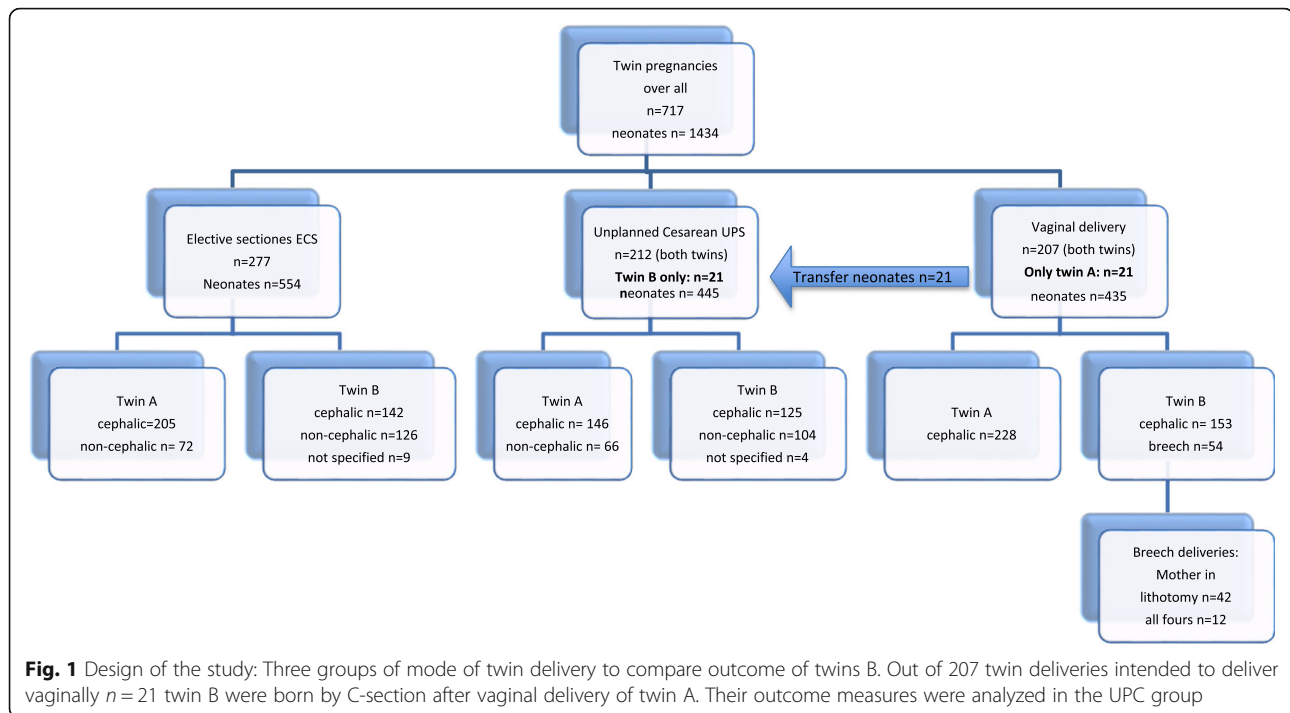 Twin pregnancies
over all
n=717
neonates n= 1434
Elective sectiones ECS
n=277
Neonates n=554
Unplanned Cesarean UPS
n=212 (both twins)
Twin B only: n=21
neonates n= 445
Transfer neonates n=21
Vaginal delivery
n=207 (both twins)
Only twin A: n=21
neonates n=435
Twin A
cephalic=205
non-cephalic n= 72
Twin B
cephalic n=142
non-cephalic n=126
not specified n=9
Twin A
cephalic n= 146
non-cephalic n= 66
Twin B
cephalic n=125
non-cephalic n=104
not specified n=4
Twin A
cephalic n=228
Twin B
cephalic n= 153
breech n=54
Breech deliveries:
Mother in
lithotomy n=42
all fours n=12
Fig. 1 Design of the study: Three groups of mode of twin delivery to compare outcome of twins B. Out of 207 twin deliveries intended to deliver
vaginally n = 21 twin B were born by C-section after vaginal delivery of twin A. Their outcome measures were analyzed in the UPC group